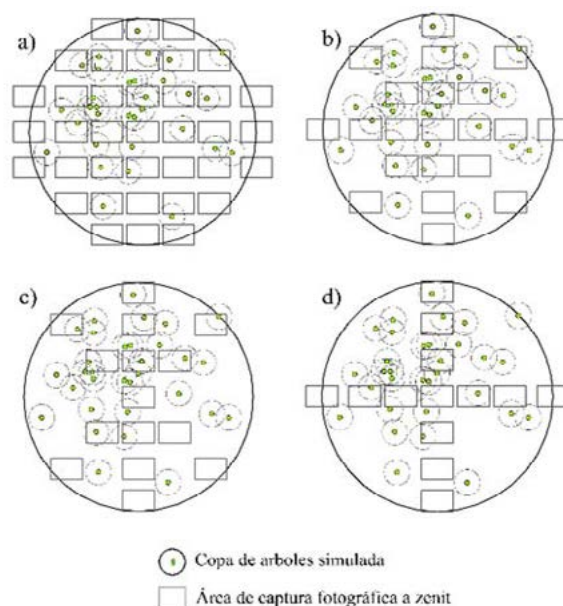 a)
b)
c)
d)
Copa de arboles simulada
Área de captura fotográfica a zenit